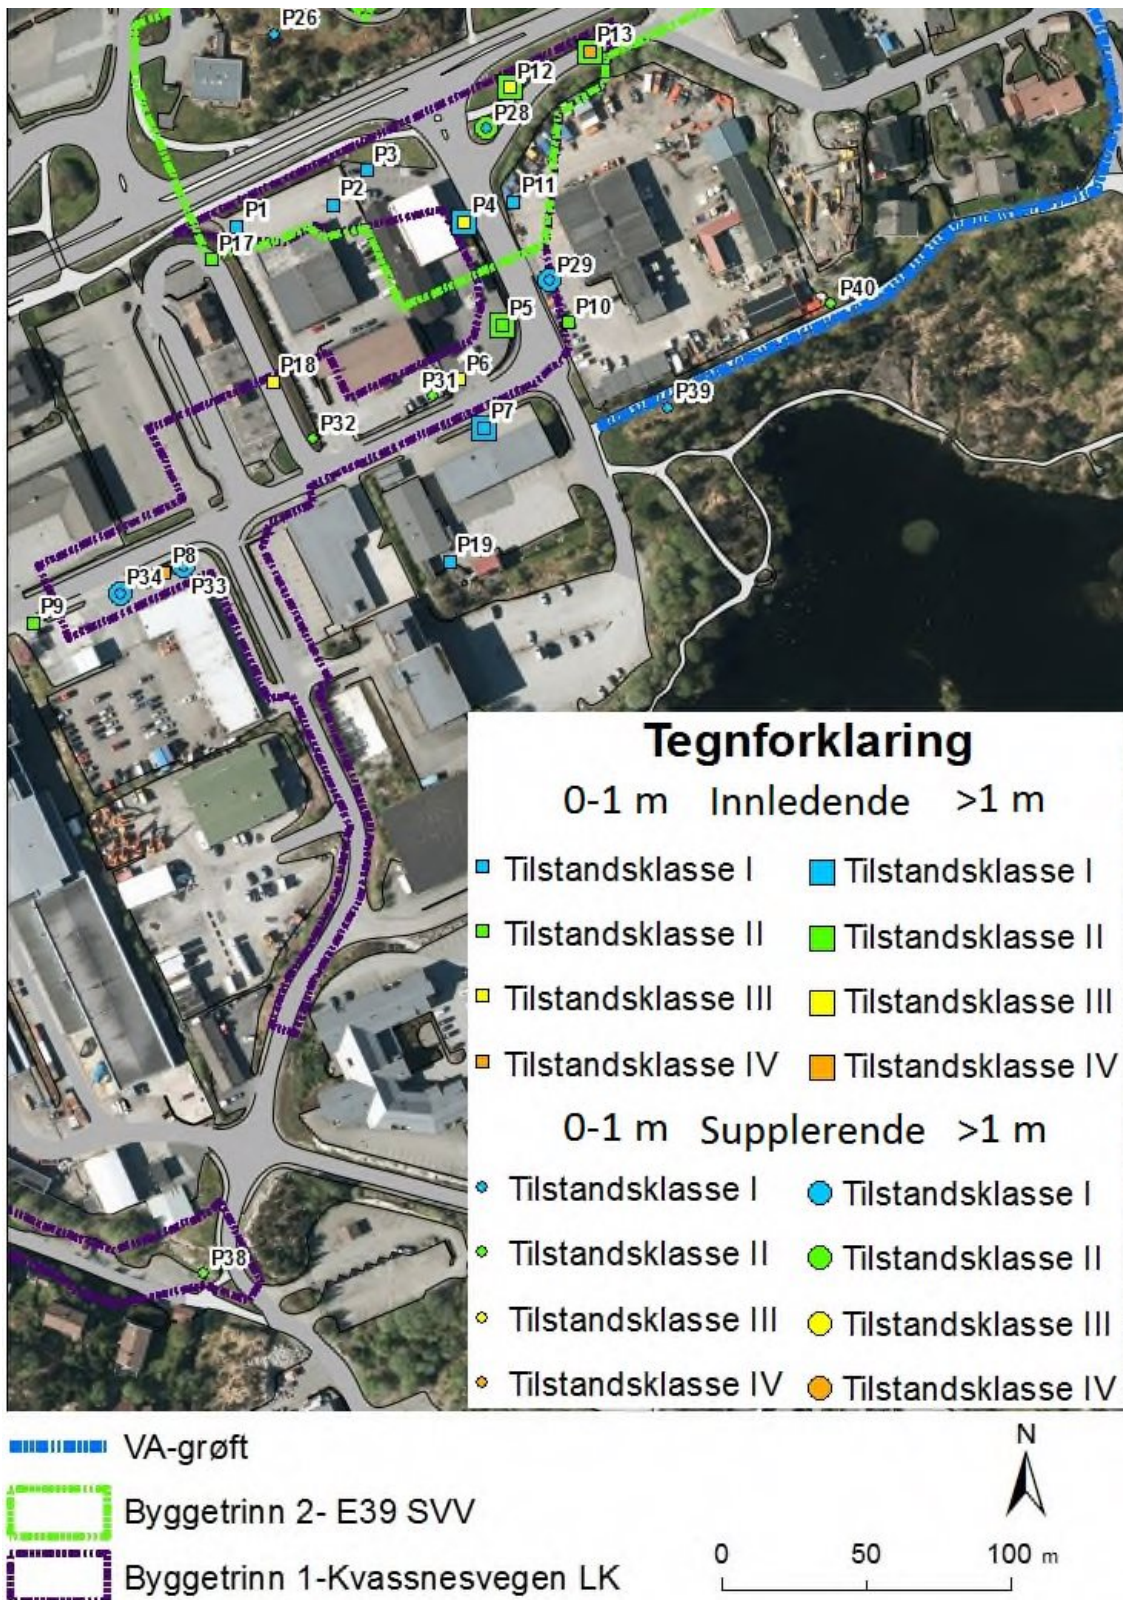 P26
P13
P12
P28
P3
P2
P11
P1
P4
P17
P29
P40
P10
P5
P18
P6
P31
P39
P7
P32
P19
P8
P34
P33
P9
P38
Tegnforklaring
0-1 m Innledende >1 m
Tilstandsklasse I Tilstandsklasse I
Tilstandsklasse II Tilstandsklasse II
Tilstandsklasse III Tilstandsklasse III
Tilstandsklasse IV Tilstandsklasse IV
0-1 m Supplerende >1 m
Tilstandsklasse I Tilstandsklasse I
Tilstandsklasse II Tilstandsklasse II
Tilstandsklasse III Tilstandsklasse III
Tilstandsklasse IV Tilstandsklasse IV
VA-grøft
N
Byggetrinn 2- E39 SVV
0 50 100 m
Byggetrinn 1-Kvassnesvegen LK